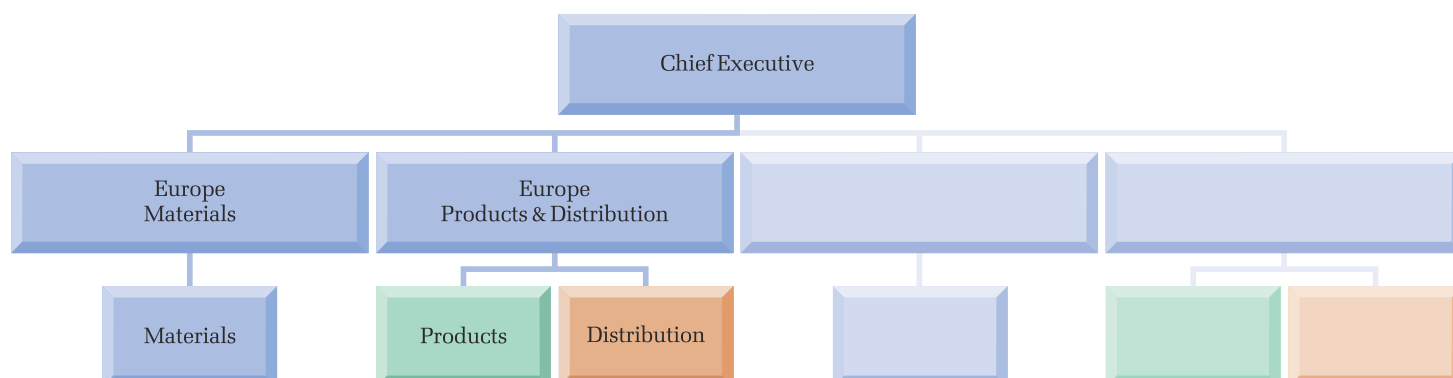 Chief Executive
Europe
Materials
Europe
Products & Distribution
Materials
Products
Distribution